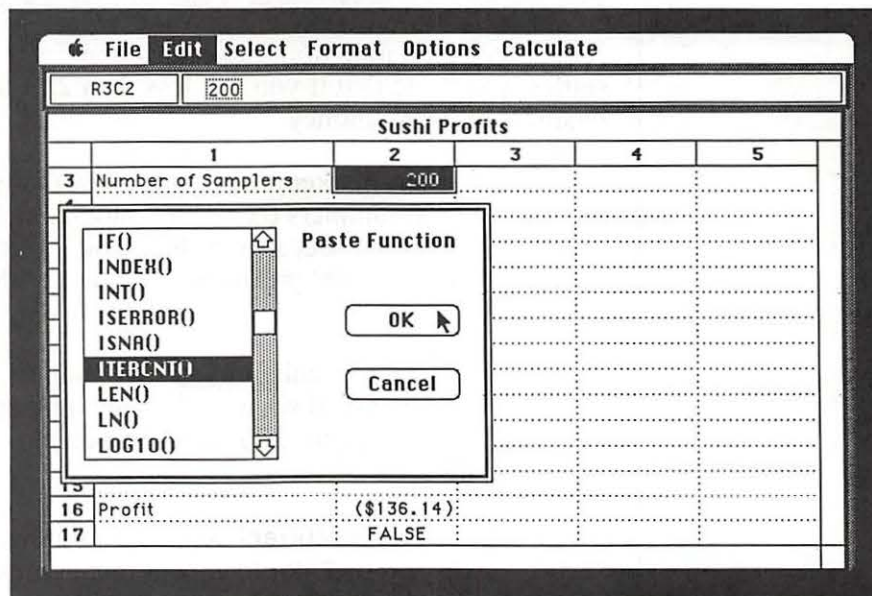 File Edit Select Format Options Calculate
R3C2 200
Sushi Profits
1 2 3 4 5
3 Number of Samplers 200
Paste Function
IF()
INDEX()
INT()
ISERROR()
ISNA()
ITERCNT()
LEN()
LN()
LOG10()
OK
Cancel
15
16 Profit ($136.14)
17 FALSE